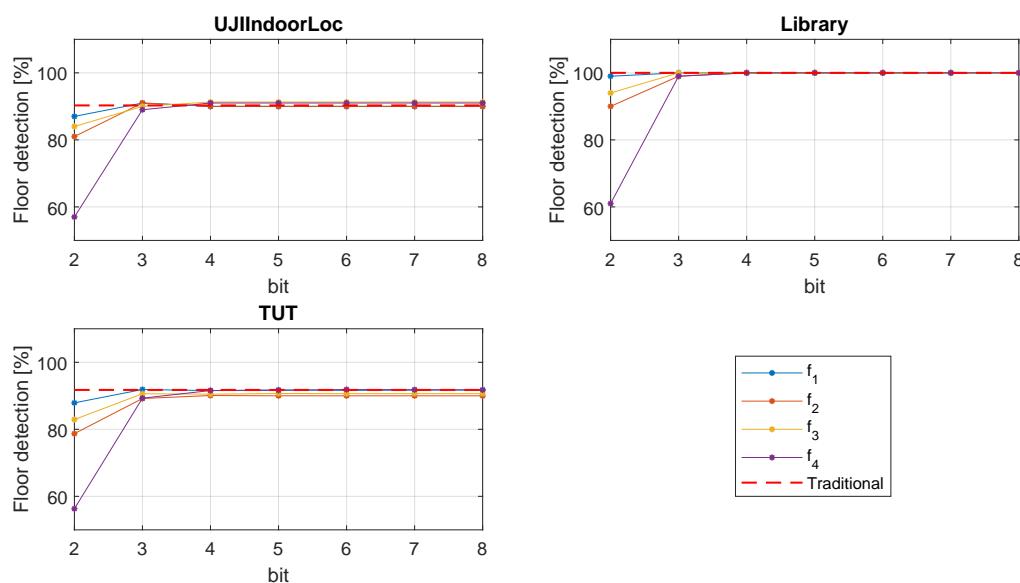 UJIIndoorLoc
Floor detection [%]
100
80
60
2 3 4 5 6 7 8
bit
Library
Floor detection [%]
100
80
60
2 3 4 5 6 7 8
bit
TUT
Floor detection [%]
100
80
60
2 3 4 5 6 7 8
bit
f1
f2
f3
f4
Traditional